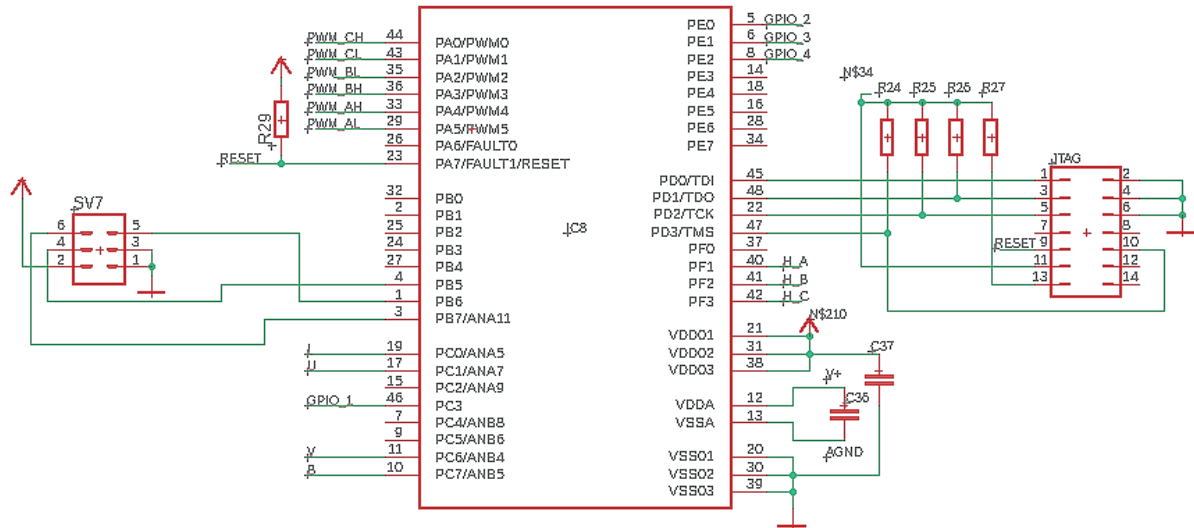 PWM_CH 44 PA0/PWM0
PWM_CL 43 PA1/PWM1
PWM_BL 35 PA2/PWM2
PWM_BH 36 PA3/PWM3
PWM_AH 33 PA4/PWM4
PWM_AL 29 PA5/PWM5
26 PA6/FAULT0
RESET 23 PA7/FAULT1/RESET
R29
32 PB0
2 PB1
25 PB2
24 PB3
27 PB4
4 PB5
1 PB6
3 PB7/ANA11
SV7
6 5
4 3
2 1
19 PC0/ANA5
U 17 PC1/ANA7
15 PC2/ANA9
GPIO_1 46 PC3
7 PC4/ANB8
9 PC5/ANB6
V 11 PC6/ANB4
B 10 PC7/ANB5
IC8
PE0 5 GPIO_2
PE1 6 GPIO_3
PE2 8 GPIO_4
PE3 14
PE4 18
PE5 16
PE6 28
PE7 34
N$34
R24 R25 R26 R27
PD0/TDI 45
PD1/TDO 48
PD2/TCK 22
PD3/TMS 47
PF0 37
PF1 40 H_A
PF2 41 H_B
PF3 42 H_C
JTAG
1 2
3 4
5 6
7 8
RESET 9 10
11 12
13 14
N$210
VDDO1 21
VDDO2 31
VDDO3 38
C37
V+
VDDA 12
C36
VSSA 13
AGND
VSSO1 20
VSSO2 30
VSSO3 39